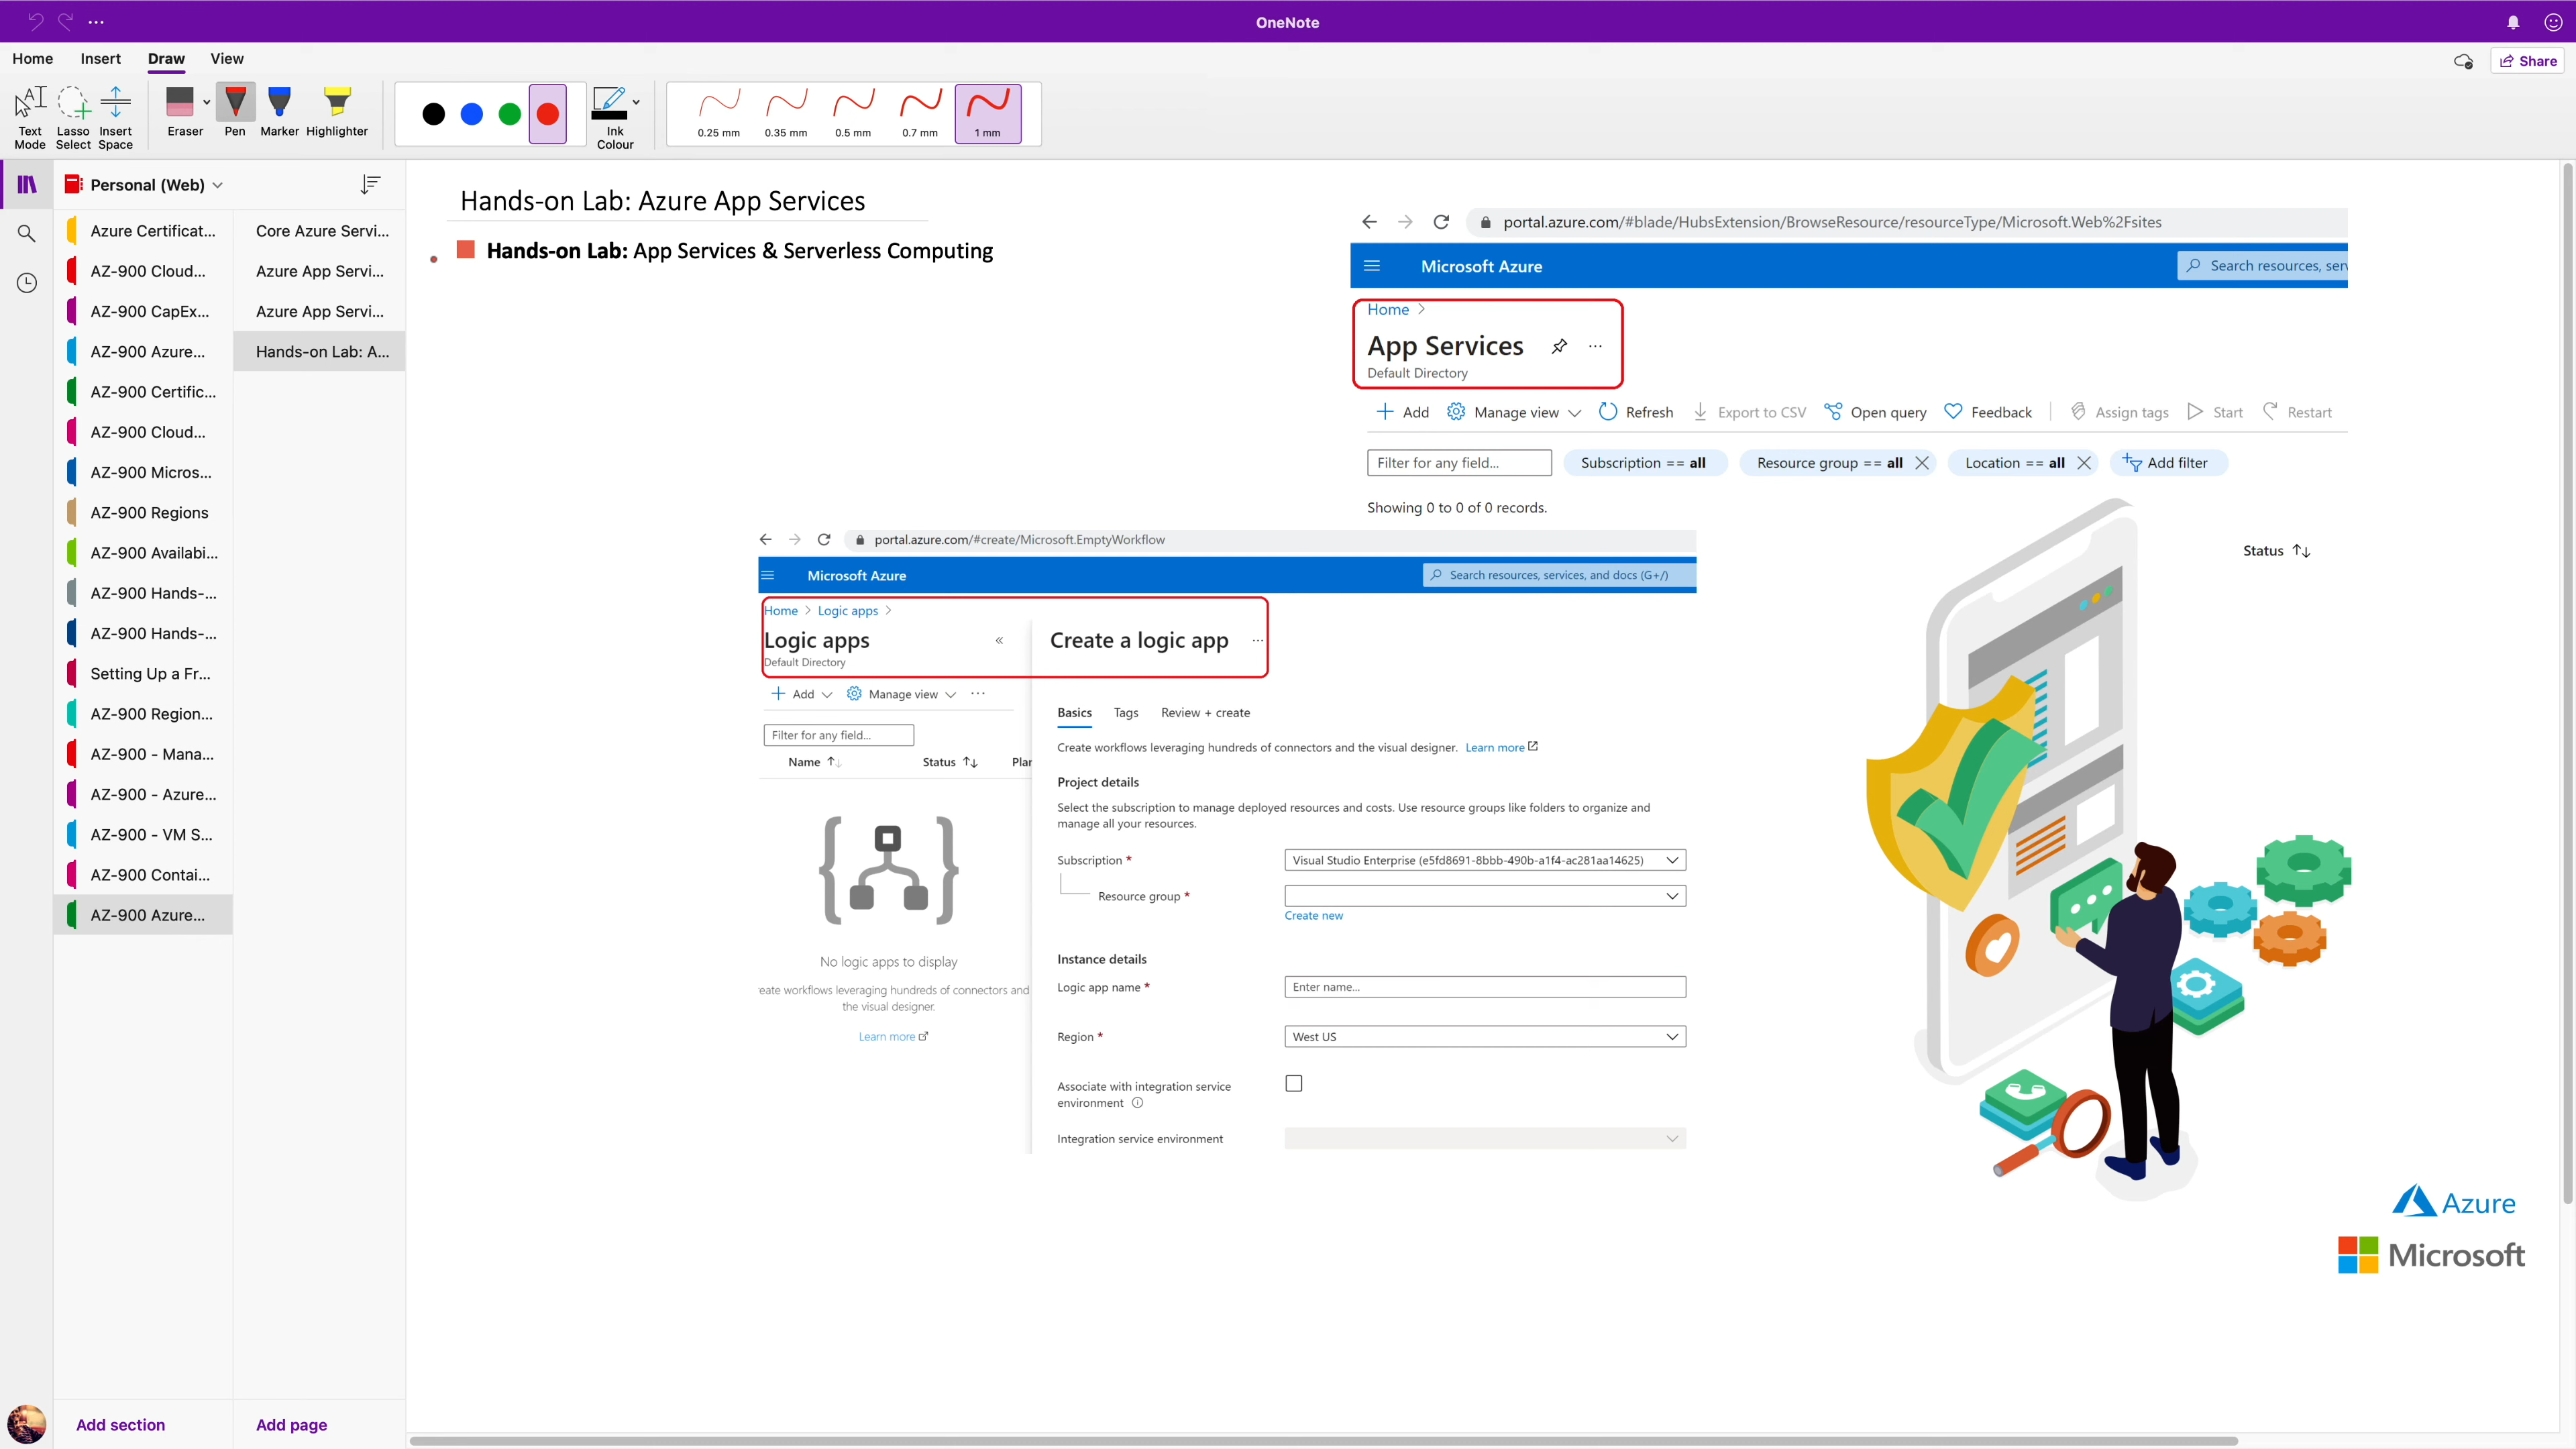 OneNote
Home Insert Draw View
Share
Text Mode
Lasso Select
Insert Space
Eraser
Pen
Marker
Highlighter
Ink Colour
0.25 mm
0.35 mm
0.5 mm
0.7 mm
1 mm
Personal (Web)
Azure Certificat...
AZ-900 Cloud...
AZ-900 CapEx...
AZ-900 Azure...
AZ-900 Certific...
AZ-900 Cloud...
AZ-900 Micros...
AZ-900 Regions
AZ-900 Availabi...
AZ-900 Hands-...
AZ-900 Hands-...
Setting Up a Fr...
AZ-900 Region...
AZ-900 - Mana...
AZ-900 - Azure...
AZ-900 - VM S...
AZ-900 Contai...
AZ-900 Azure...
Add section
Core Azure Servi...
Azure App Servi...
Azure App Servi...
Hands-on Lab: A...
Add page
Hands-on Lab: Azure App Services
Hands-on Lab: App Services & Serverless Computing
portal.azure.com/#blade/HubsExtension/BrowseResource/resourceType/Microsoft.Web%2Fsites
Microsoft Azure
Search resources, serv
Home >
App Services ...
Default Directory
Add Manage view Refresh Export to CSV Open query Feedback Assign tags Start Restart
Filter for any field... Subscription == all Resource group == all Location == all Add filter
Showing 0 to 0 of 0 records.
Status
portal.azure.com/#create/Microsoft.EmptyWorkflow
Microsoft Azure
Search resources, services, and docs (G+/)
Home > Logic apps >
Logic apps
Default Directory
Add Manage view ...
Filter for any field...
Name Status Plan
No logic apps to display
reate workflows leveraging hundreds of connectors and
the visual designer.
Learn more
Create a logic app ...
Basics Tags Review + create
Create workflows leveraging hundreds of connectors and the visual designer. Learn more
Project details
Select the subscription to manage deployed resources and costs. Use resource groups like folders to organize and
manage all your resources.
Subscription * Visual Studio Enterprise (e5fd8691-8bbb-490b-a1f4-ac281aa14625)
Resource group *
Create new
Instance details
Logic app name * Enter name...
Region * West US
Associate with integration service
environment
Integration service environment
Azure
Microsoft